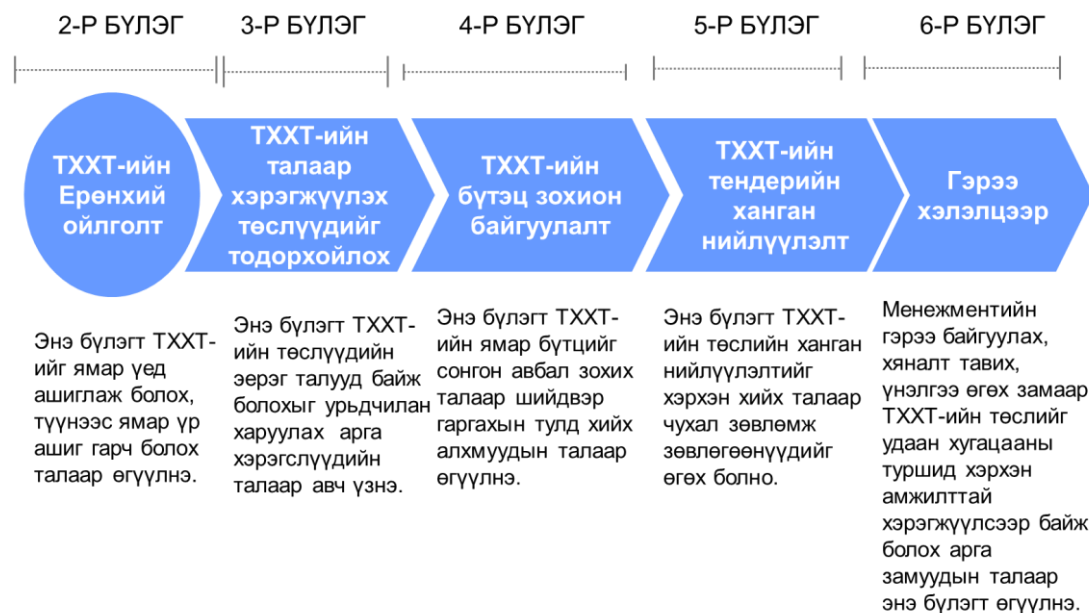 2-Р БҮЛЭГ
3-Р БҮЛЭГ
4-Р БҮЛЭГ
5-Р БҮЛЭГ
6-Р БҮЛЭГ
ТХХТ-ийн
Ерөнхий
ойлголт
ТХХТ-ийн
талаар
хэрэгжүүлэх
төслүүдийг
тодорхойлох
ТХХТ-ийн
бүтэц зохион
байгуулалт
ТХХТ-ийн
тендерийн
ханган
нийлүүлэлт
Гэрээ
хэлэлцээр
Энэ бүлэгт ТХХТ-
ийг ямар үед
ашиглаж болох,
түүнээс ямар үр
ашиг гарч болох
талаар өгүүлнэ.
Энэ бүлэгт ТХХТ-
ийн төслүүдийн
эерэг талууд байж
болохыг урьдчилан
харуулах арга
хэрэгслүүдийн
талаар авч үзнэ.
Энэ бүлэгт ТХХТ-
ийн ямар бүтцийг
сонгон авбал зохих
талаар шийдвэр
гаргахын тулд хийх
алхмуудын талаар
өгүүлнэ.
Энэ бүлэгт ТХХТ-
ийн төслийн ханган
нийлүүлэлтийг
хэрхэн хийх талаар
чухал зөвлөмж
зөвлөгөөнүүдийг
өгөх болно.
Менежментийн
гэрээ байгуулах,
хяналт тавих,
үнэлгээ өгөх замаар
ТХХТ-ийн төслийг
удаан хугацааны
туршид хэрхэн
амжилттай
хэрэгжүүлсээр байж
болох арга
замуудын талаар
энэ бүлэгт өгүүлнэ.